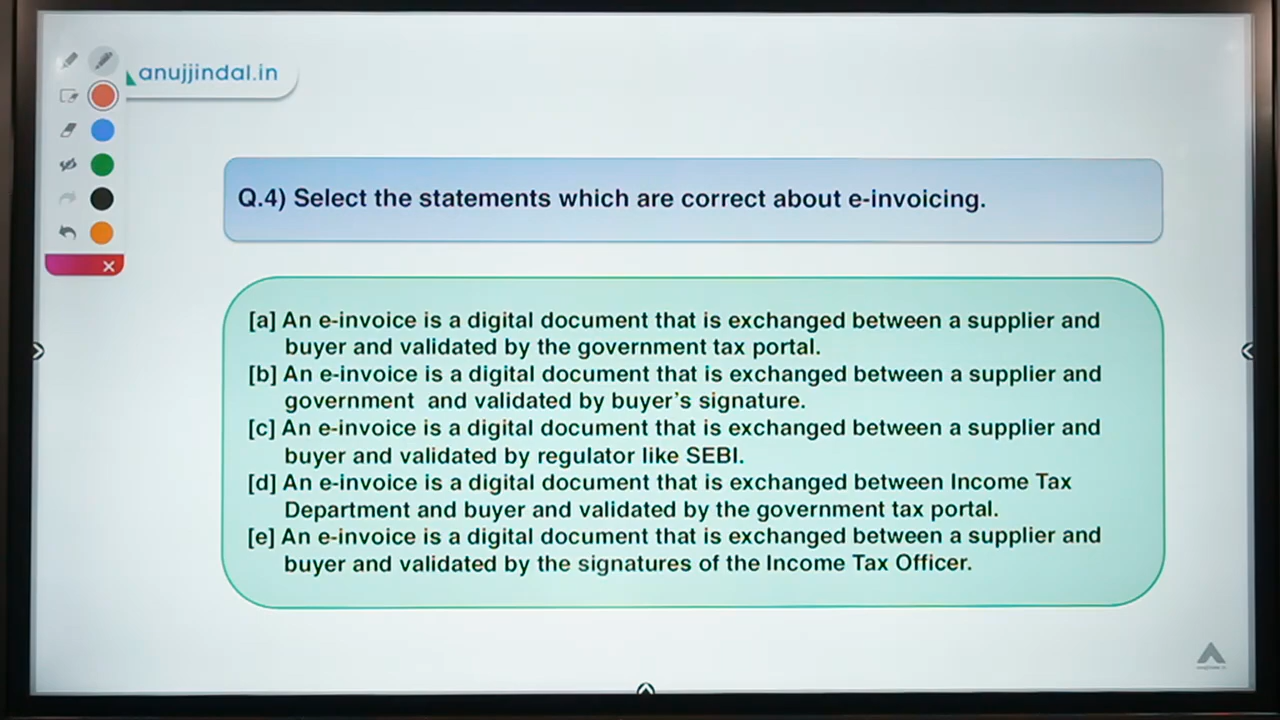 anujjindal.in
Q.4) Select the statements which are correct about e-invoicing.
[a] An e-invoice is a digital document that is exchanged between a supplier and
buyer and validated by the government tax portal.
[b] An e-invoice is a digital document that is exchanged between a supplier and
government and validated by buyer's signature.
[c] An e-invoice is a digital document that is exchanged between a supplier and
buyer and validated by regulator like SEBI.
[d] An e-invoice is a digital document that is exchanged between Income Tax
Department and buyer and validated by the government tax portal.
[e] An e-invoice is a digital document that is exchanged between a supplier and
buyer and validated by the signatures of the Income Tax Officer.